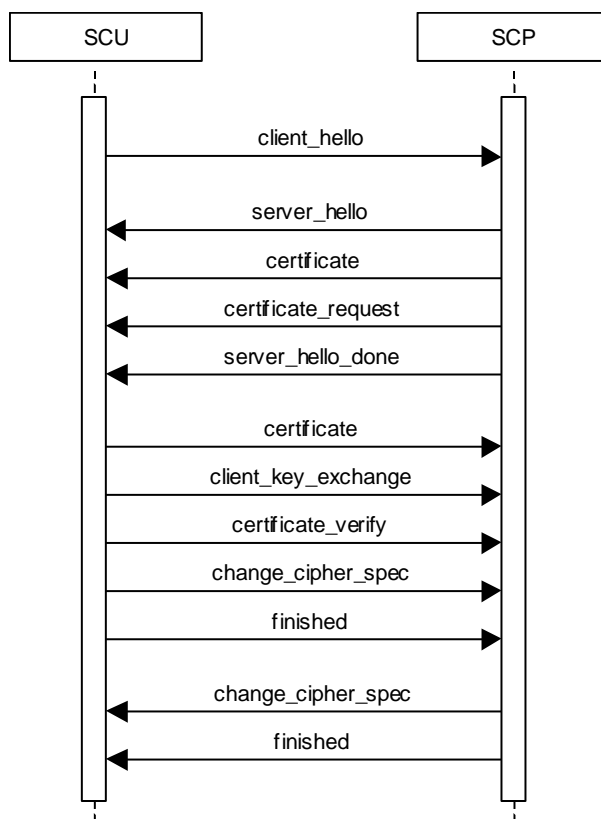 SCU
SCP
client_hello
server_hello
certificate
certificate_request
server_hello_done
certificate
client_key_exchange
certificate_verify
change_cipher_spec
finished
change_cipher_spec
finished